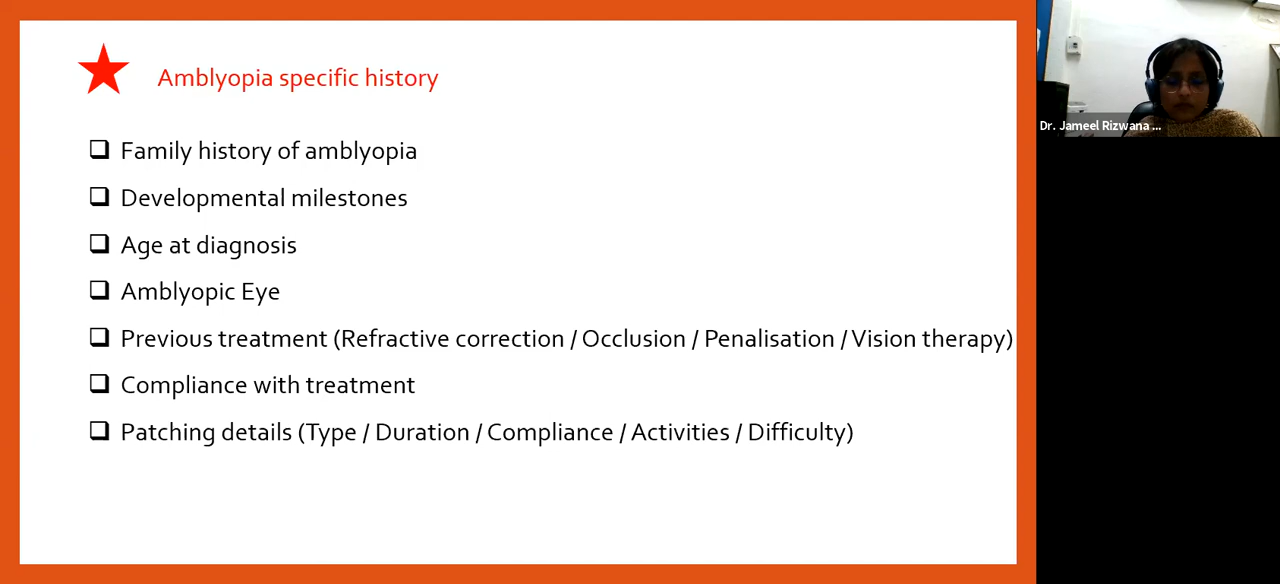 Amblyopia specific history
Family history of amblyopia
Developmental milestones
Age at diagnosis
Amblyopic Eye
Previous treatment (Refractive correction / Occlusion / Penalisation / Vision therapy)
Compliance with treatment
Patching details (Type / Duration / Compliance / Activities / Difficulty)
Dr. Jameel Rizwana ...